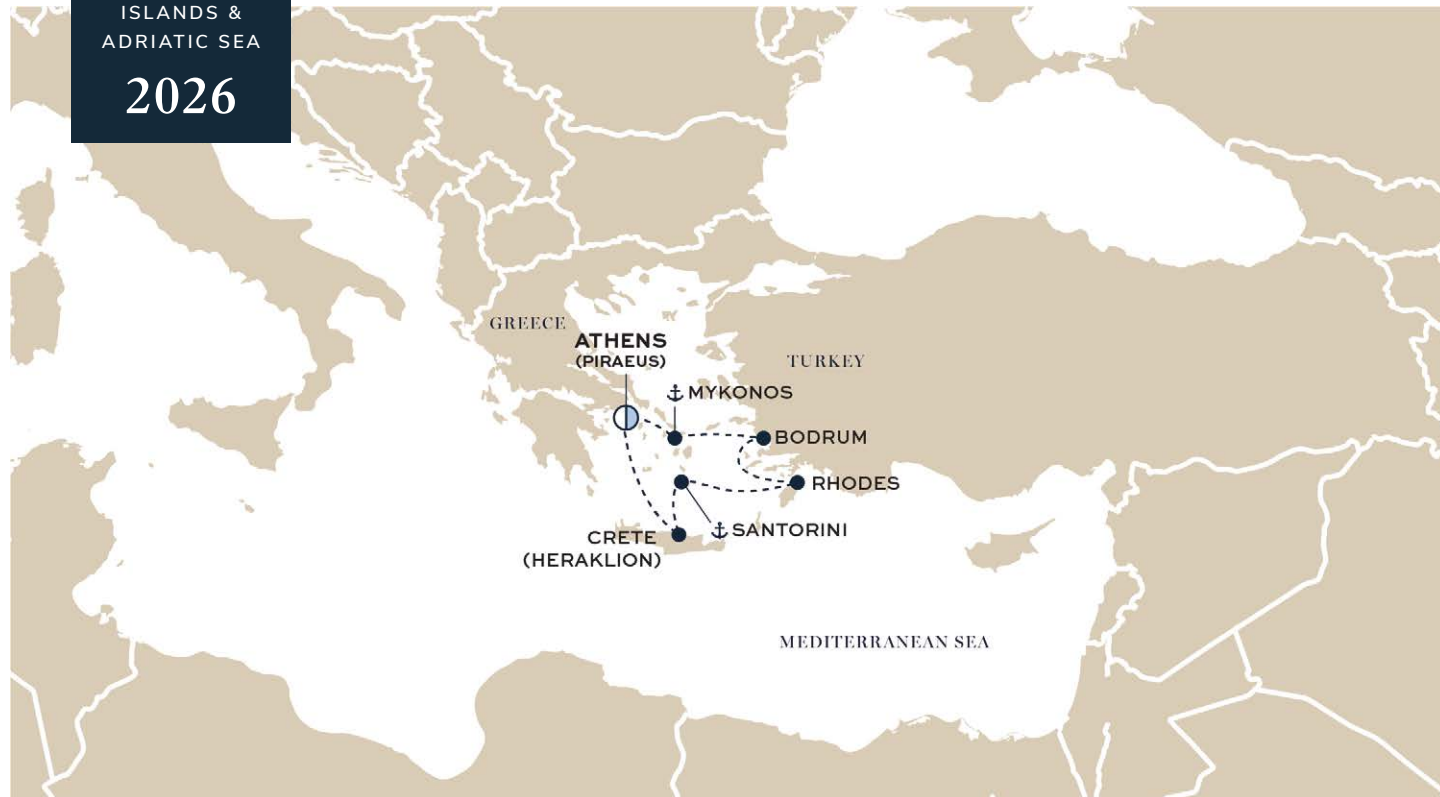 ISLANDS &
ADRIATIC SEA
2026
GREECE
ATHENS
(PIRAEUS)
TURKEY
MYKONOS
BODRUM
RHODES
SANTORINI
CRETE
(HERAKLION)
MEDITERRANEAN SEA